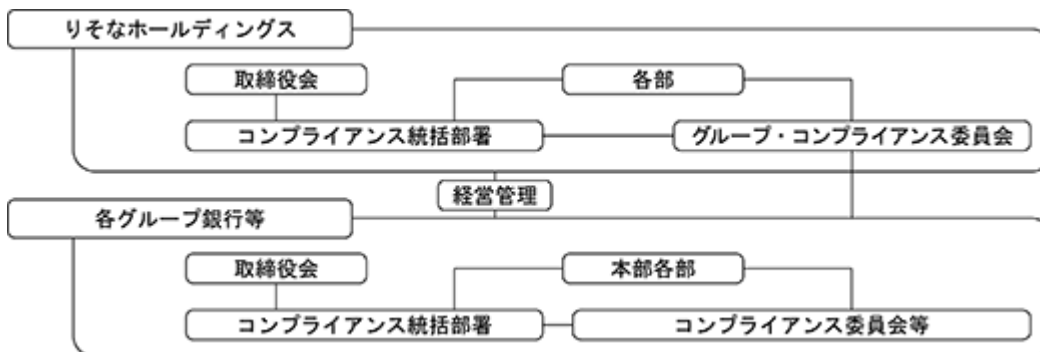 りそなホールディングス
取締役会
各部
コンプライアンス統括部署
グループ・コンプライアンス委員会
経営管理
各グループ銀行等
取締役会
本部各部
コンプライアンス統括部署
コンプライアンス委員会等